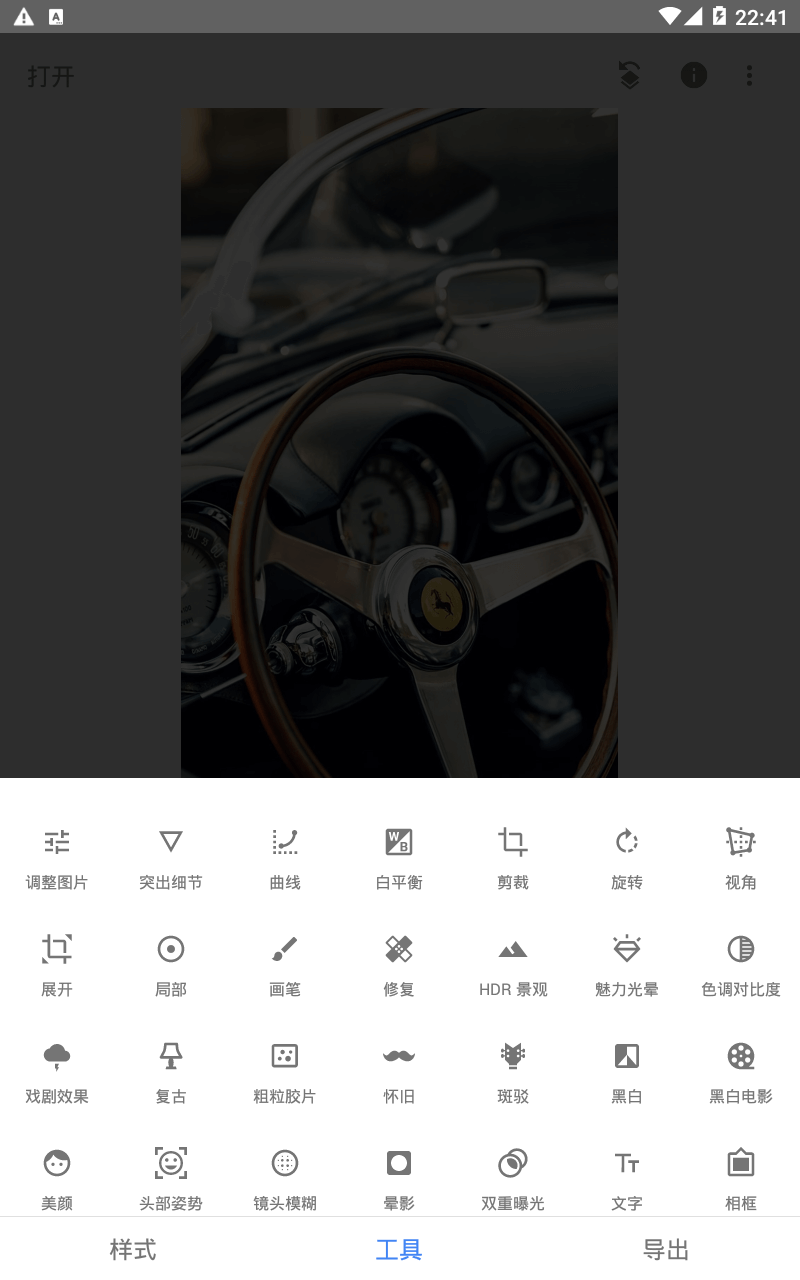 22:41
打开
调整图片 突出细节 曲线 白平衡 剪裁 旋转 视角
展开 局部 画笔 修复 HDR 景观 魅力光晕 色调对比度
戏剧效果 复古 粗粒胶片 怀旧 斑驳 黑白 黑白电影
美颜 头部姿势 镜头模糊 晕影 双重曝光 文字 相框
样式 工具 导出